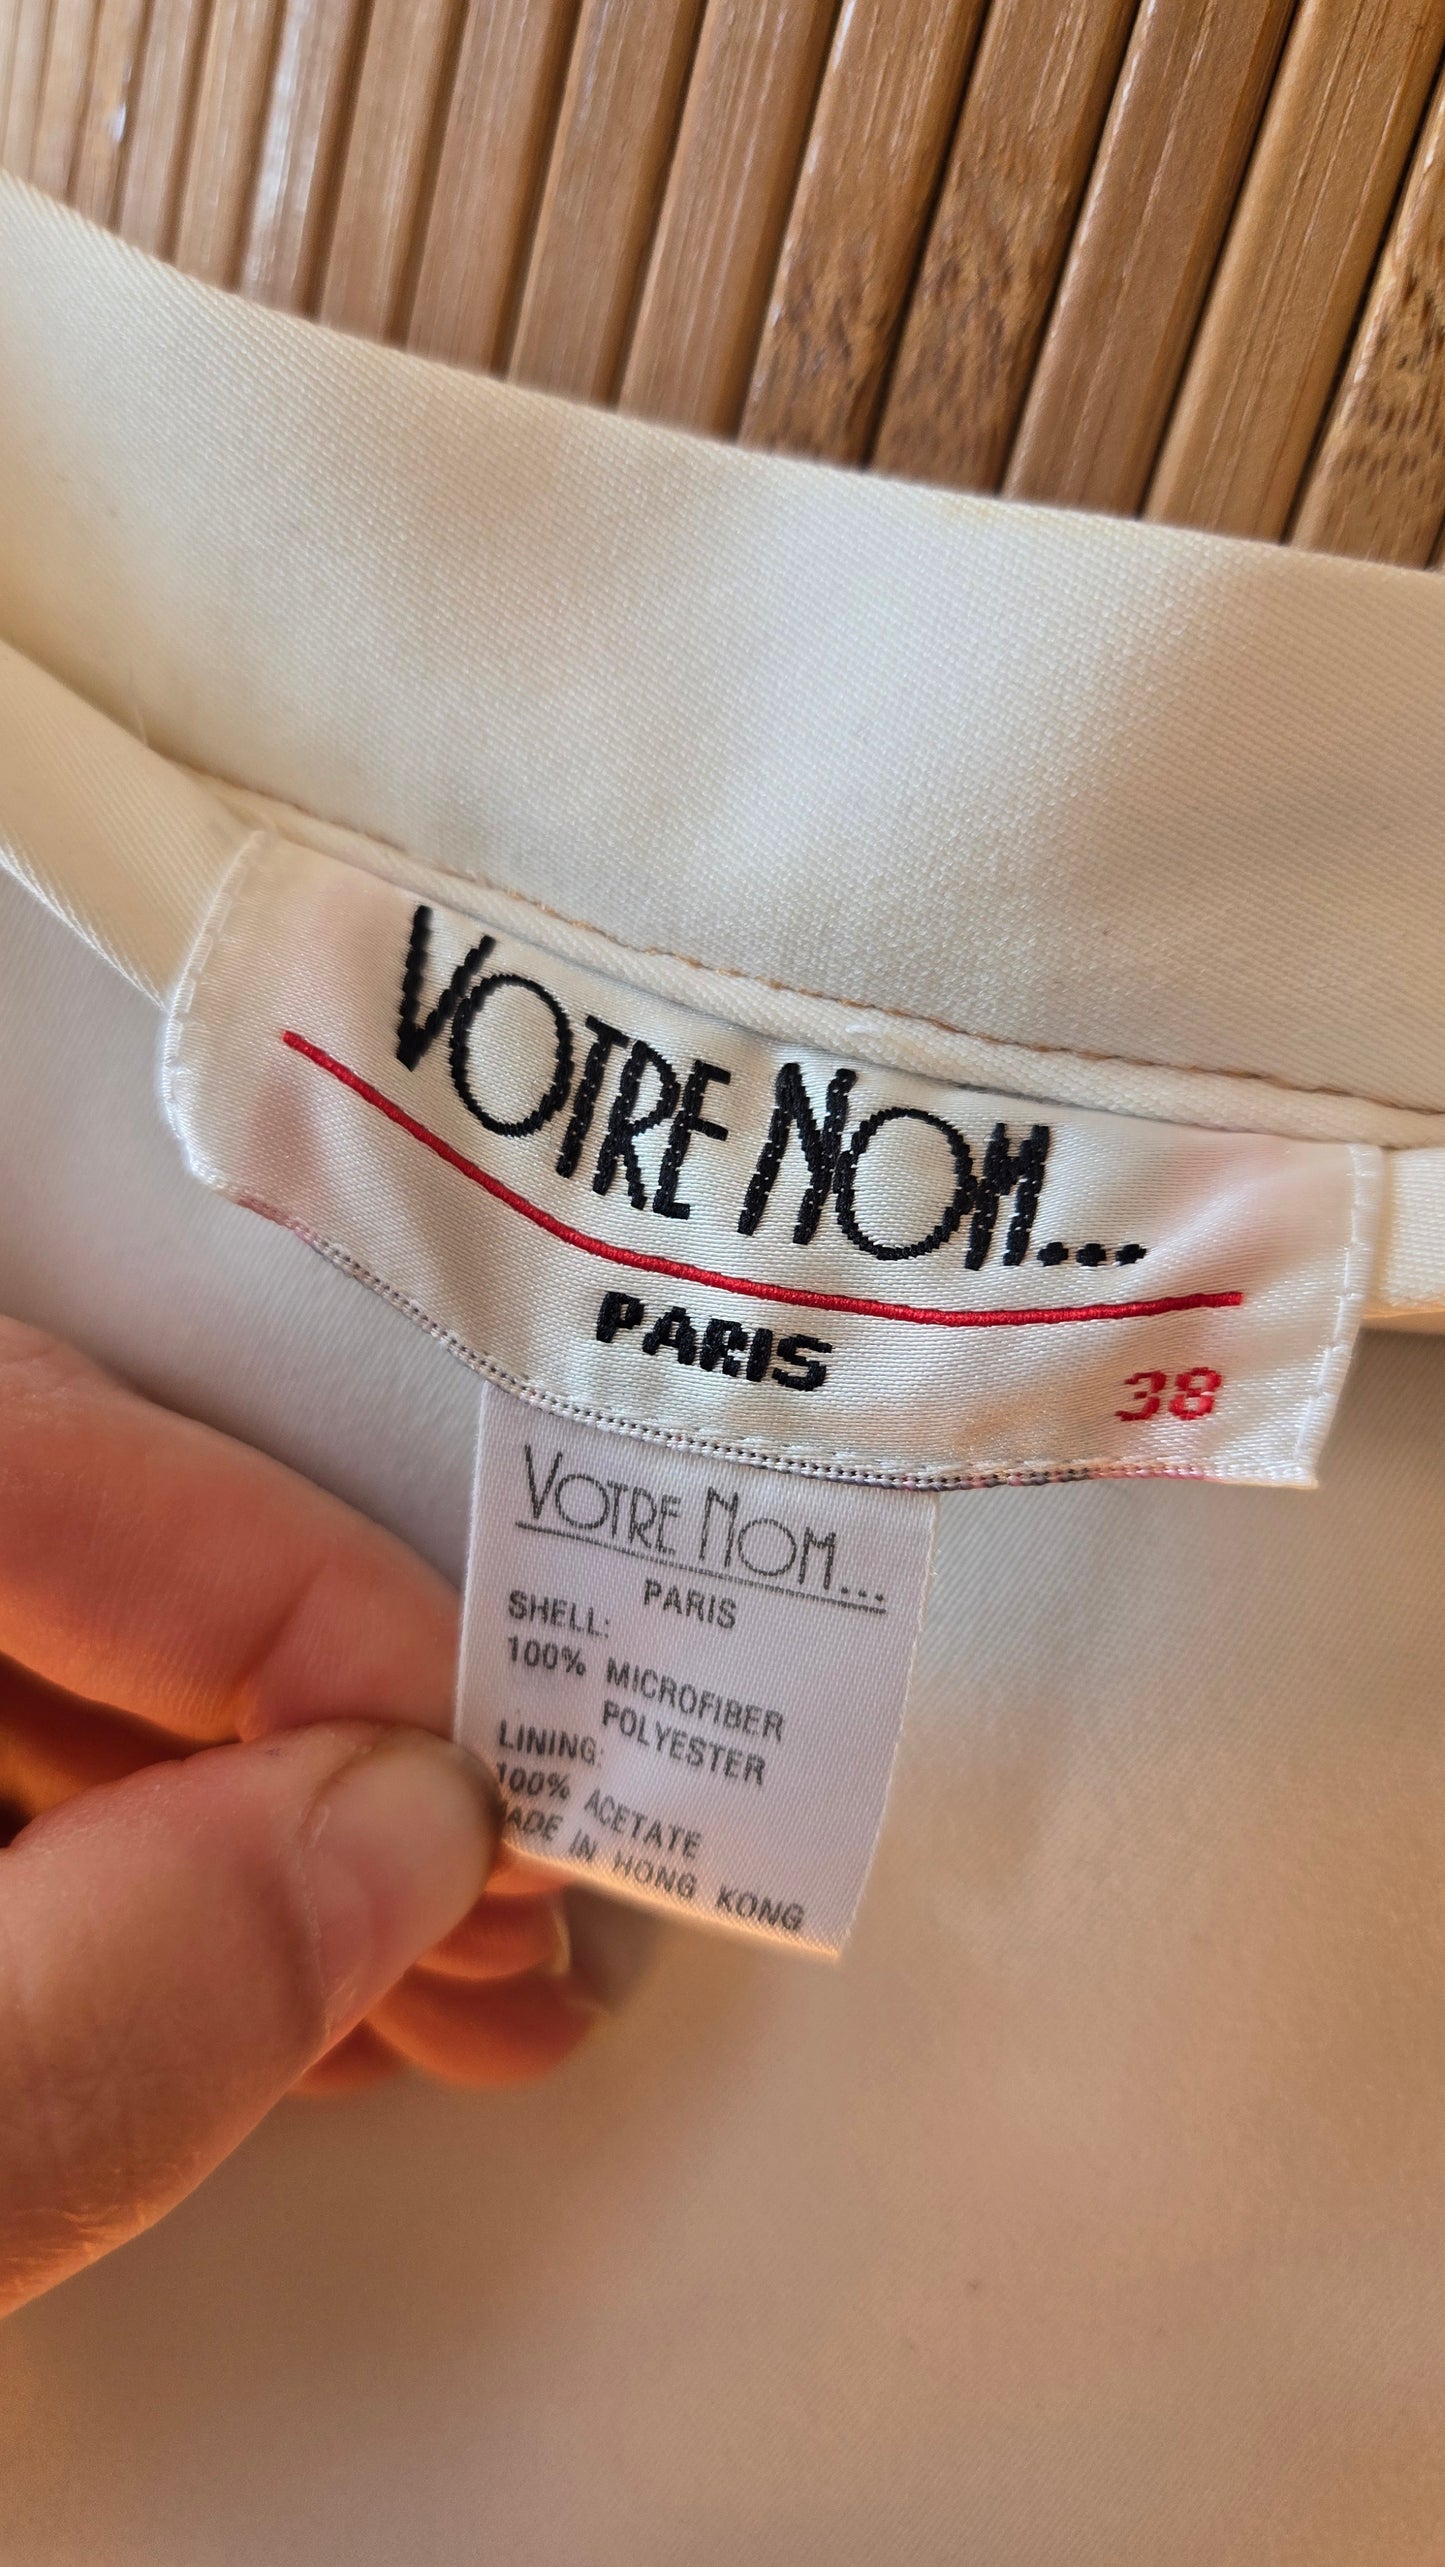 VOTRE NOM...
PARIS
38
VOTRE NOM...
PARIS
SHELL:
100% MICROFIBER
POLYESTER
LINING:
100% ACETATE
MADE IN HONG KONG